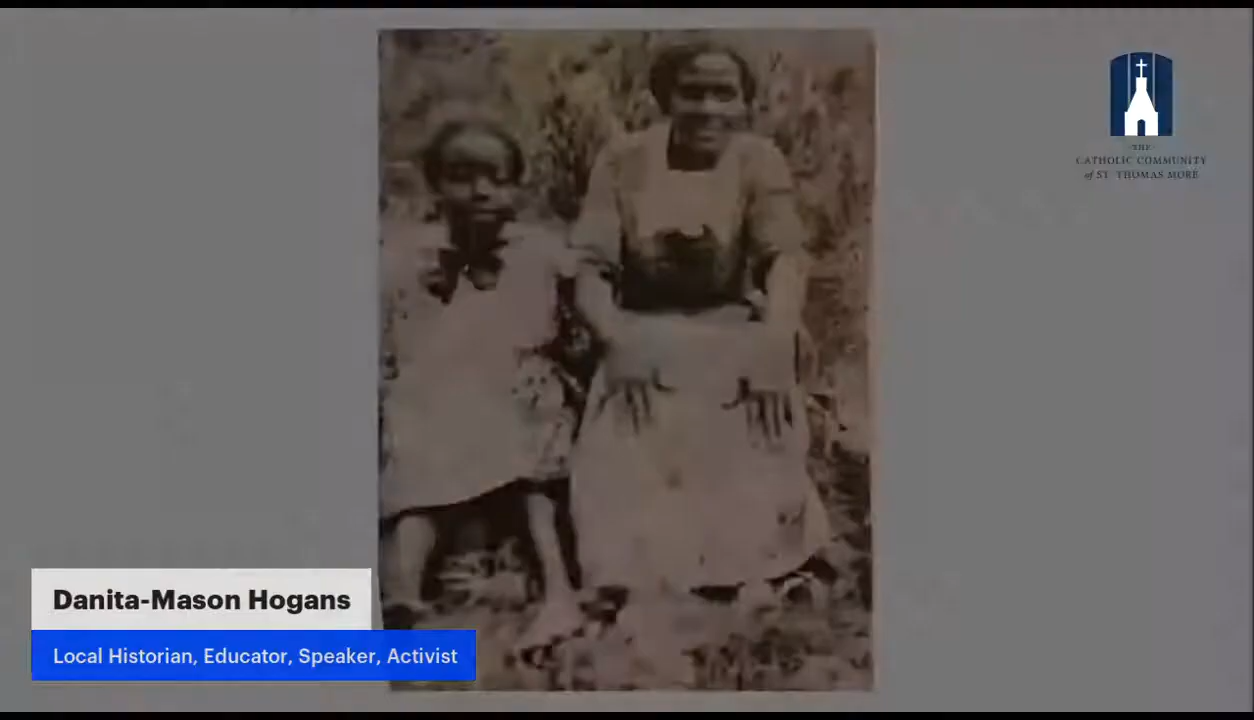 THE
CATHOLIC COMMUNITY
of ST. THOMAS MORE
Danita-Mason Hogans
Local Historian, Educator, Speaker, Activist